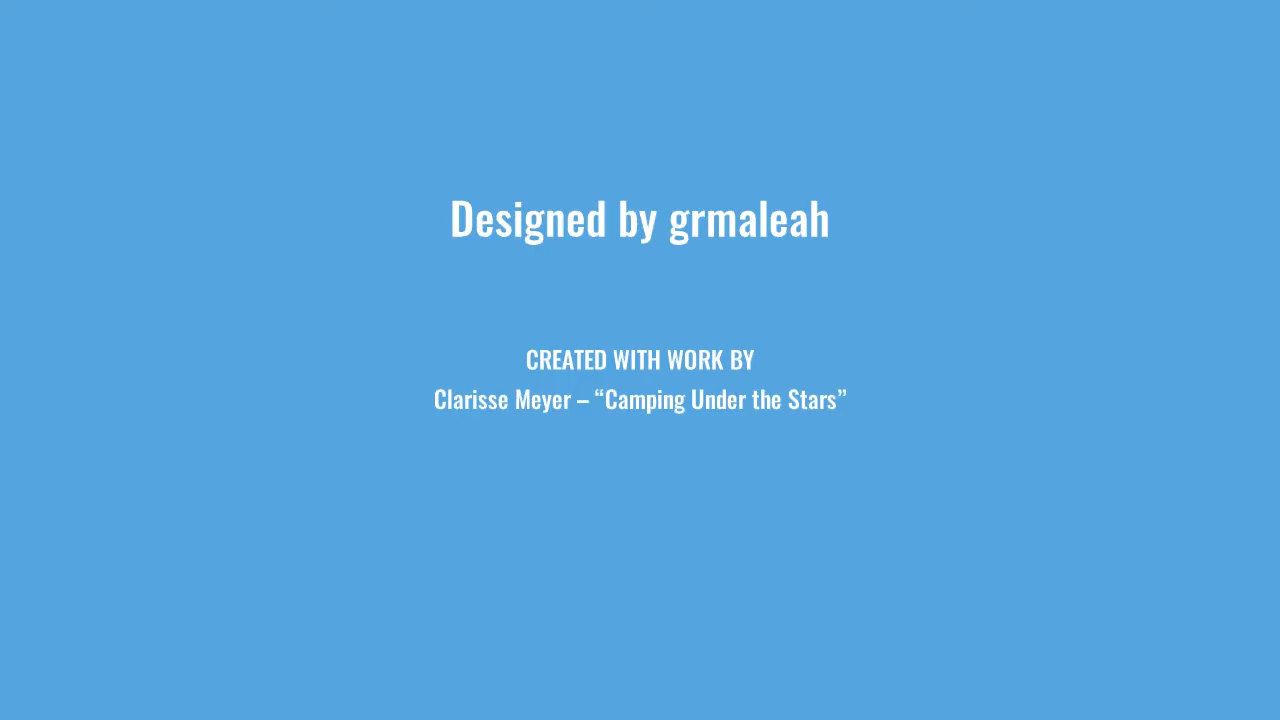 Designed by grmaleah
CREATED WITH WORK BY
Clarisse Meyer – “Camping Under the Stars”